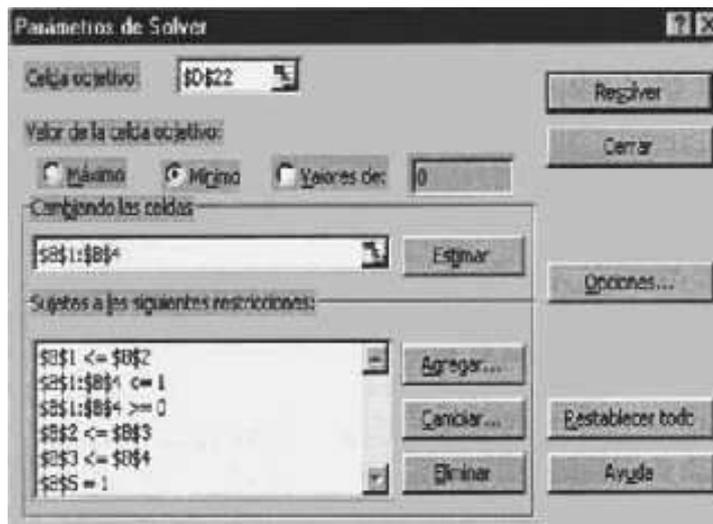 Parámetros de Solver
Celda objetivo: $D$22
Resolver
Valor de la celda objetivo:
Cerrar
Máximo Mínimo Valores de: 0
Cambiando las celdas
$B$1:$B$4 Estimar
Opciones...
Sujetas a las siguientes restricciones:
$B$1 <= $B$2
$B$1:$B$4 <= 1
Agregar...
$B$1:$B$4 >= 0
$B$2 <= $B$3
Cambiar...
Restablecer todo
$B$3 <= $B$4
$B$5 = 1
Eliminar
Ayuda